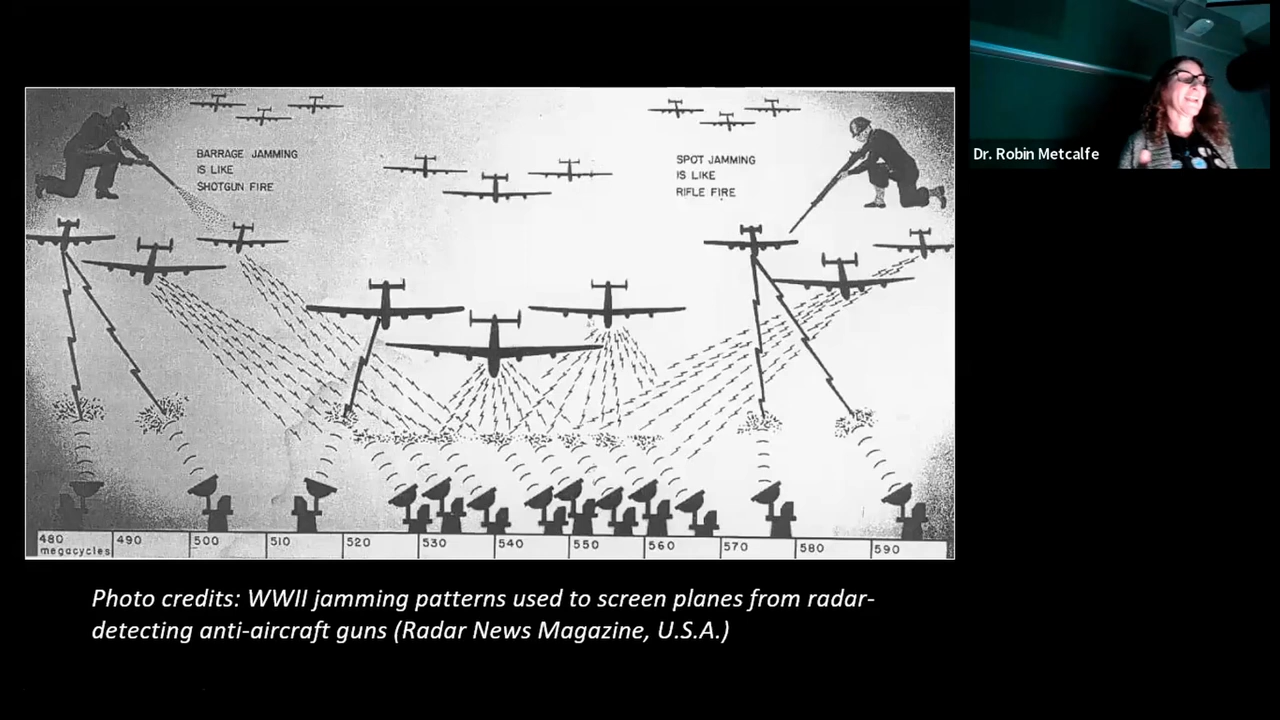 Dr. Robin Metcalfe
BARRAGE JAMMING
IS LIKE
SHOTGUN FIRE
SPOT JAMMING
IS LIKE
RIFLE FIRE
480 490 500 510 520 530 540 550 560 570 580 590
megacycles
Photo credits: WWII jamming patterns used to screen planes from radar-
detecting anti-aircraft guns (Radar News Magazine, U.S.A.)